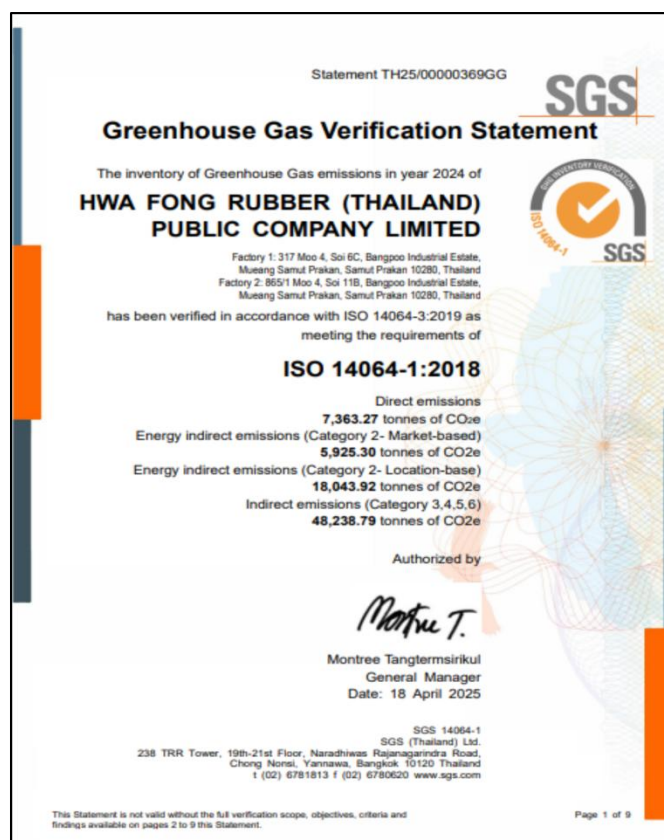 Statement TH25/00000369GG
SGS
Greenhouse Gas Verification Statement
The inventory of Greenhouse Gas emissions in year 2024 of
HWA FONG RUBBER (THAILAND)
PUBLIC COMPANY LIMITED
GHG INVENTORY VERIFICATION
ISO 14064-1
SGS
Factory 1: 317 Moo 4, Soi 6C, Bangpoo Industrial Estate,
Mueang Samut Prakan, Samut Prakan 10280, Thailand
Factory 2: 865/1 Moo 4, Soi 11B, Bangpoo Industrial Estate,
Mueang Samut Prakan, Samut Prakan 10280, Thailand
has been verified in accordance with ISO 14064-3:2019 as
meeting the requirements of
ISO 14064-1:2018
Direct emissions
7,363.27 tonnes of CO2e
Energy indirect emissions (Category 2- Market-based)
5,925.30 tonnes of CO2e
Energy indirect emissions (Category 2- Location-base)
18,043.92 tonnes of CO2e
Indirect emissions (Category 3,4,5,6)
48,238.79 tonnes of CO2e
Authorized by
Montree T.
Montree Tangtermsirikul
General Manager
Date: 18 April 2025
SGS 14064-1
SGS (Thailand) Ltd.
238 TRR Tower, 19th-21st Floor, Naradhiwas Rajanagarindra Road,
Chong Nonsi, Yannawa, Bangkok 10120 Thailand
t (02) 6781813 f (02) 6780620 www.sgs.com
This Statement is not valid without the full verification scope, objectives, criteria and
findings available on pages 2 to 9 this Statement.
Page 1 of 9